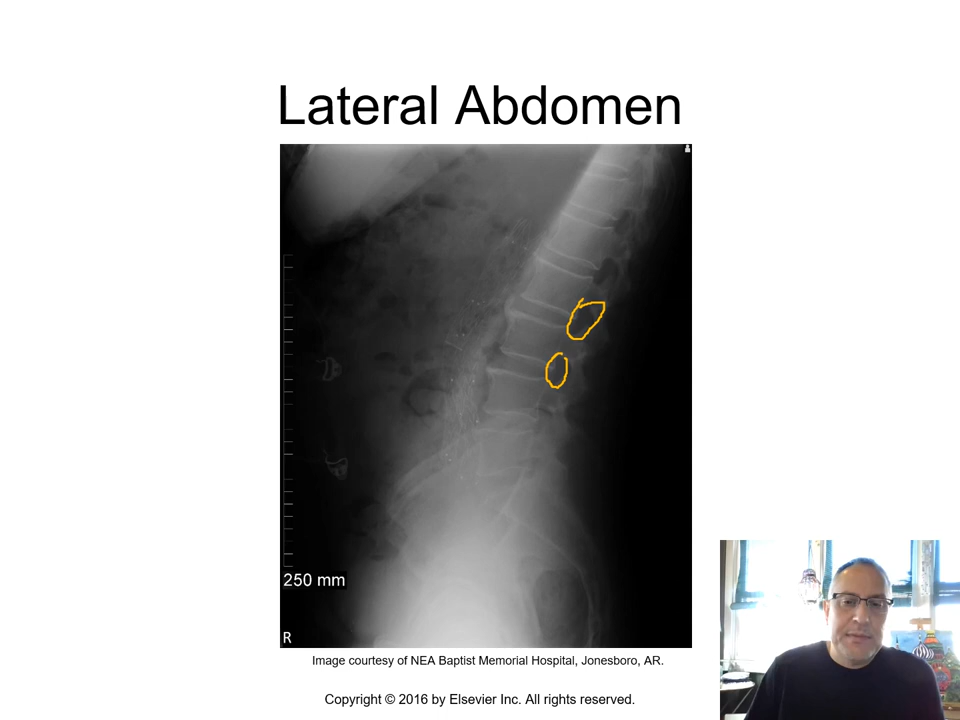 Lateral Abdomen
250 mm
R
Image courtesy of NEA Baptist Memorial Hospital, Jonesboro, AR.
Copyright © 2016 by Elsevier Inc. All rights reserved.